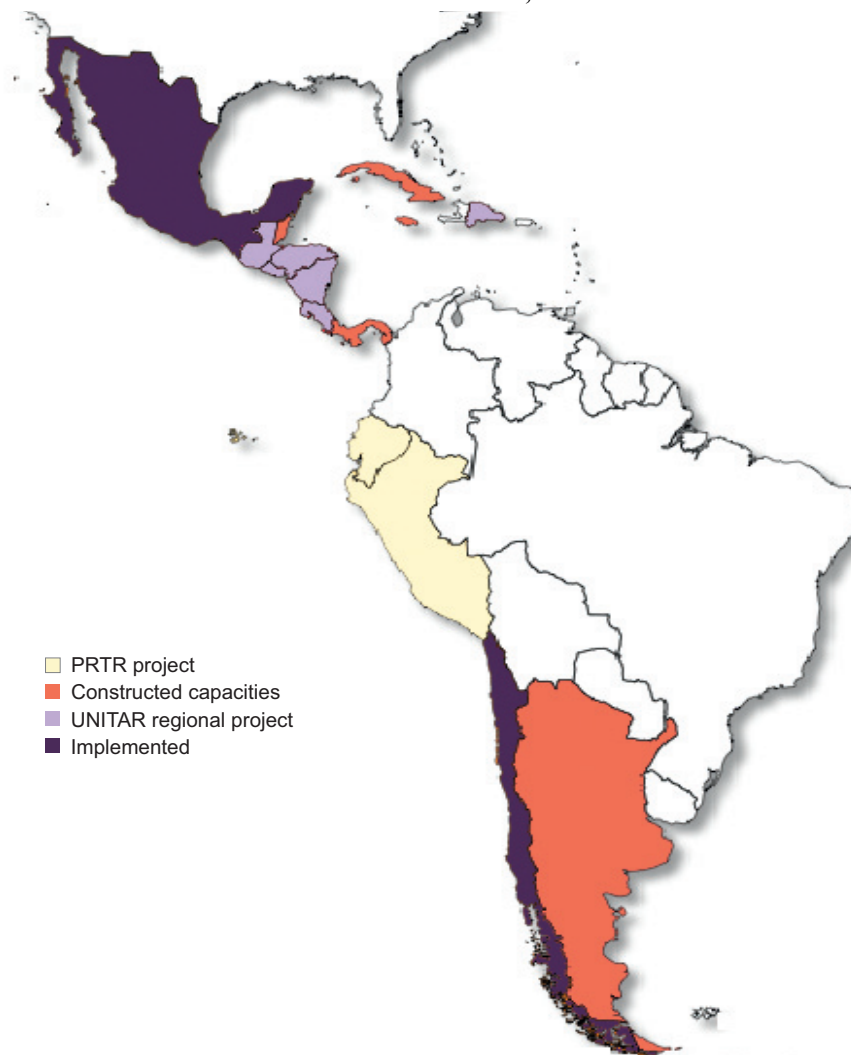 PRTR project
Constructed capacities
UNITAR regional project
Implemented